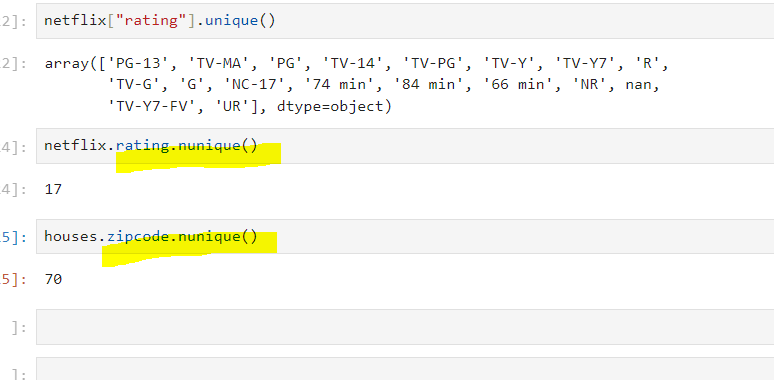 2]: netflix["rating"].unique()
2]: array(['PG-13', 'TV-MA', 'PG', 'TV-14', 'TV-PG', 'TV-Y', 'TV-Y7', 'R',
'TV-G', 'G', 'NC-17', '74 min', '84 min', '66 min', 'NR', nan,
'TV-Y7-FV', 'UR'], dtype=object)
4]: netflix.rating.nunique()
4]: 17
5]: houses.zipcode.nunique()
5]: 70
]:
]: